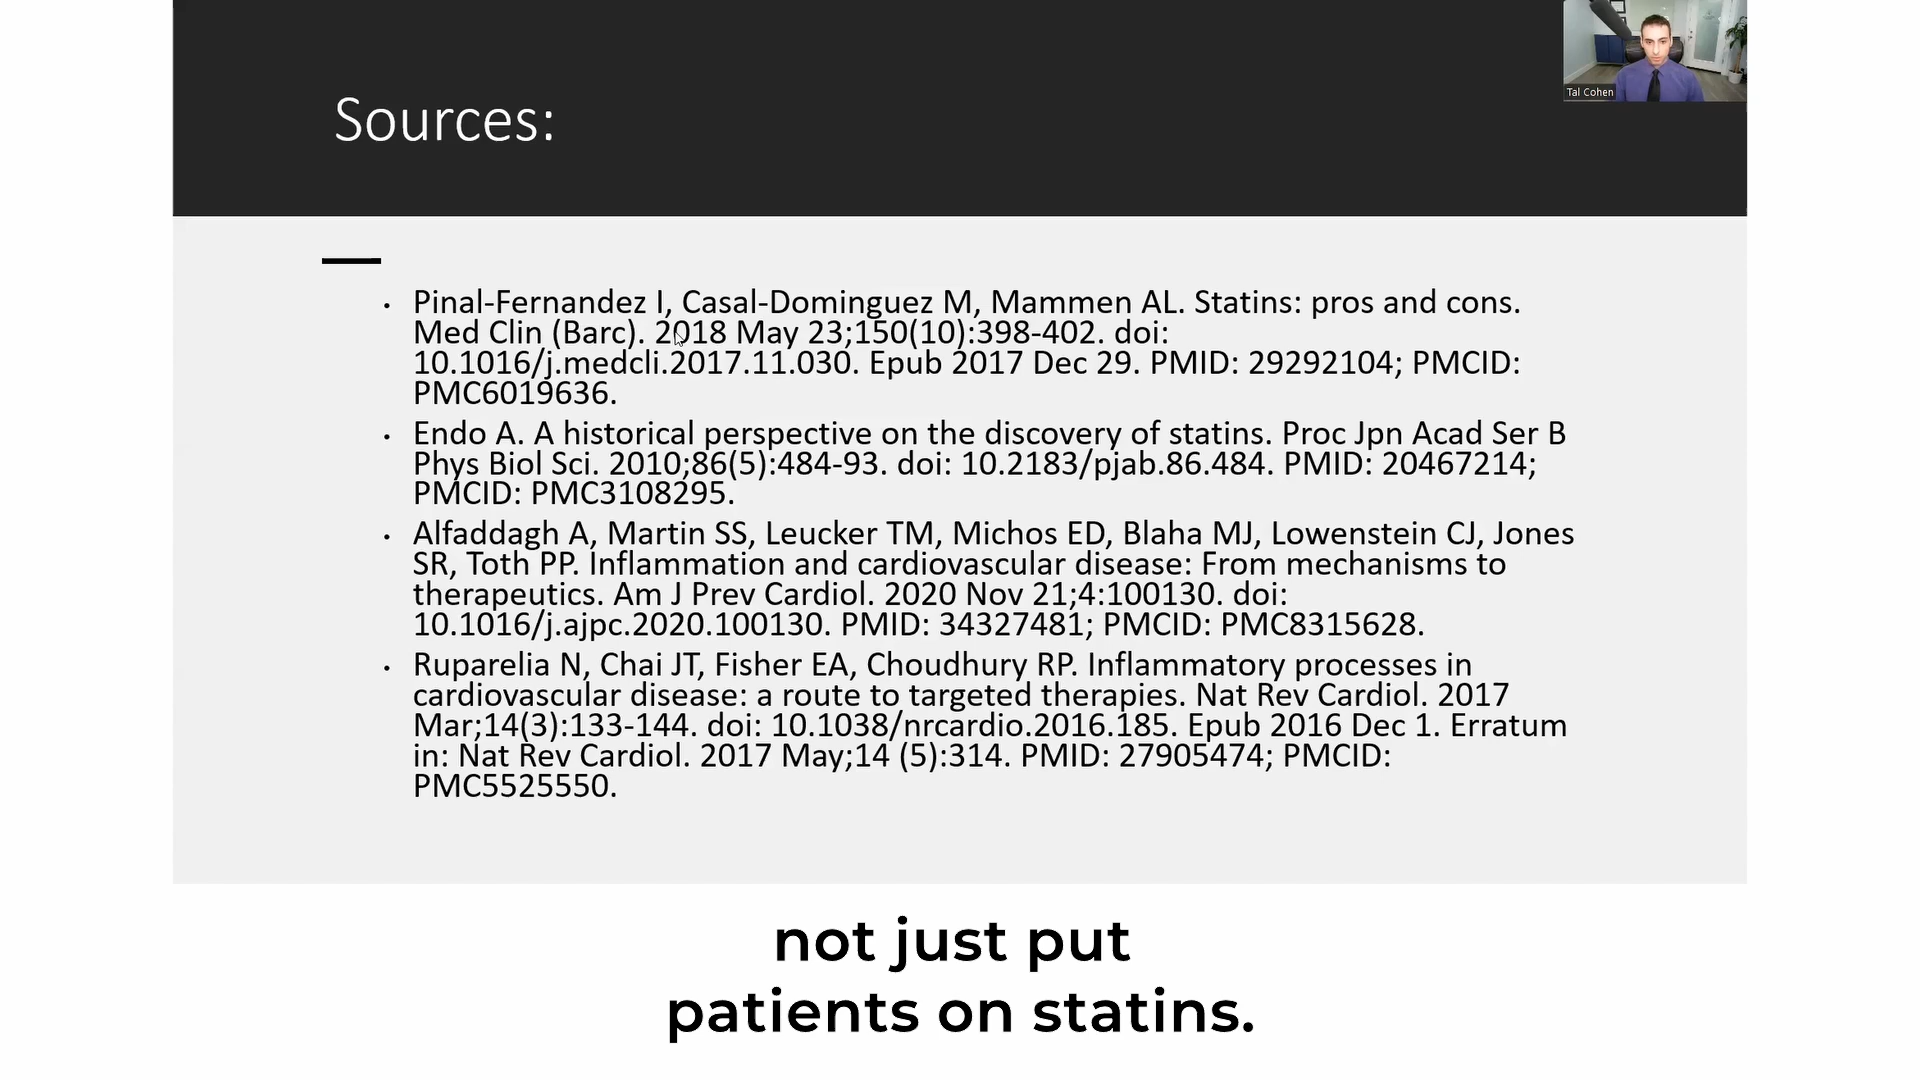 Tal Cohen
Sources:
• Pinal-Fernandez I, Casal-Dominguez M, Mammen AL. Statins: pros and cons.
Med Clin (Barc). 2018 May 23;150(10):398-402. doi:
10.1016/j.medcli.2017.11.030. Epub 2017 Dec 29. PMID: 29292104; PMCID:
PMC6019636.
• Endo A. A historical perspective on the discovery of statins. Proc Jpn Acad Ser B
Phys Biol Sci. 2010;86(5):484-93. doi: 10.2183/pjab.86.484. PMID: 20467214;
PMCID: PMC3108295.
• Alfaddagh A, Martin SS, Leucker TM, Michos ED, Blaha MJ, Lowenstein CJ, Jones
SR, Toth PP. Inflammation and cardiovascular disease: From mechanisms to
therapeutics. Am J Prev Cardiol. 2020 Nov 21;4:100130. doi:
10.1016/j.ajpc.2020.100130. PMID: 34327481; PMCID: PMC8315628.
• Ruparelia N, Chai JT, Fisher EA, Choudhury RP. Inflammatory processes in
cardiovascular disease: a route to targeted therapies. Nat Rev Cardiol. 2017
Mar;14(3):133-144. doi: 10.1038/nrcardio.2016.185. Epub 2016 Dec 1. Erratum
in: Nat Rev Cardiol. 2017 May;14 (5):314. PMID: 27905474; PMCID:
PMC5525550.
not just put
patients on statins.